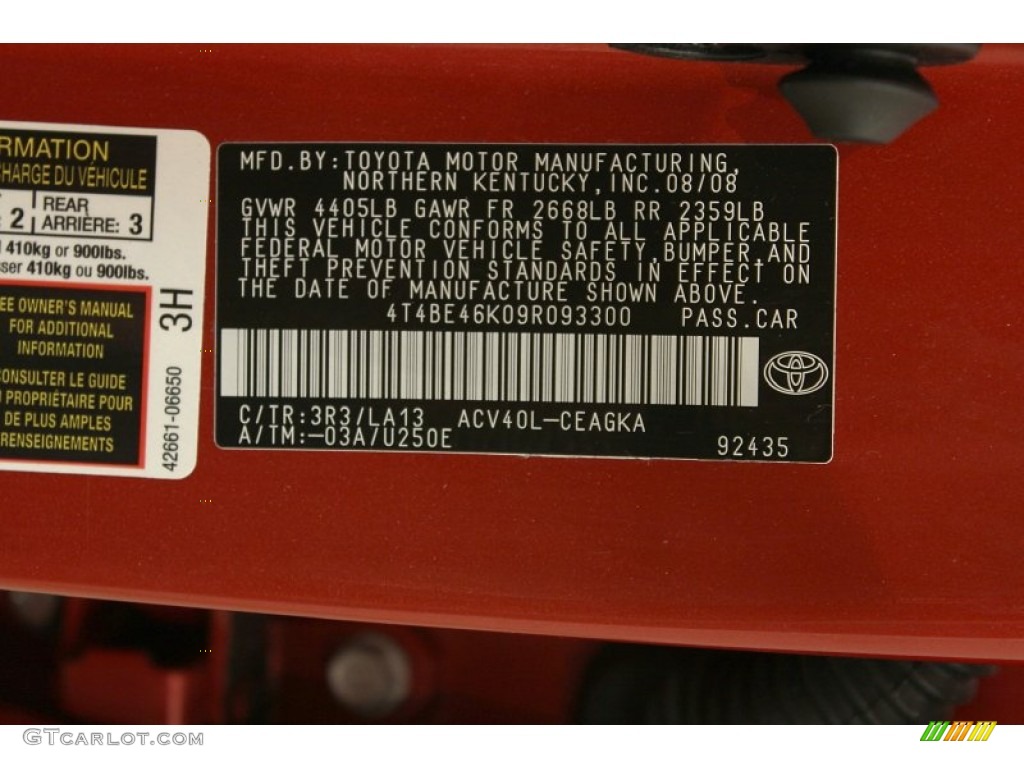 RMATION
CHARGE DU VÉHICULE
2 REAR
ARRIÈRE: 3
410kg or 900lbs.
ser 410kg ou 900lbs.
EE OWNER'S MANUAL
FOR ADDITIONAL
INFORMATION
CONSULTER LE GUIDE
PROPRIÉTAIRE POUR
DE PLUS AMPLES
RENSEIGNEMENTS
3H
42661-06650
MFD.BY:TOYOTA MOTOR MANUFACTURING,
NORTHERN KENTUCKY,INC.08/08
GVWR 4405LB GAWR FR 2668LB RR 2359LB
THIS VEHICLE CONFORMS TO ALL APPLICABLE
FEDERAL MOTOR VEHICLE SAFETY,BUMPER,AND
THEFT PREVENTION STANDARDS IN EFFECT ON
THE DATE OF MANUFACTURE SHOWN ABOVE.
4T4BE46K09R093300 PASS.CAR
C/TR:3R3/LA13 ACV40L-CEAGKA
A/TM:-03A/U250E
92435
GTCARLOT.COM